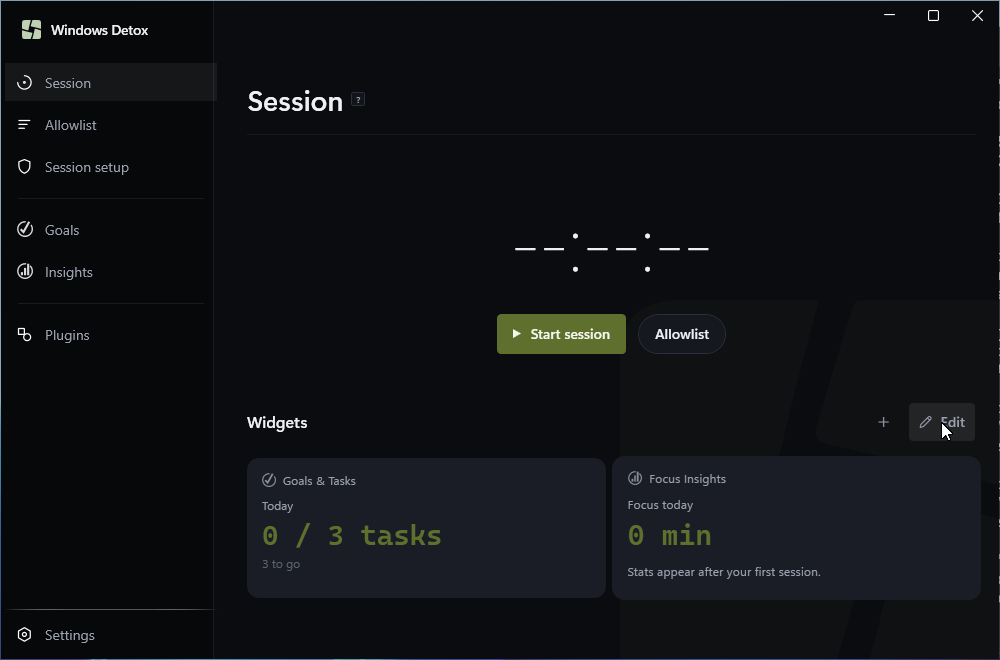 Windows Detox
Session
Allowlist
Session setup
Goals
Insights
Plugins
Settings
Session ?
--:--:--
Start session
Allowlist
Widgets
+ Edit
Goals & Tasks
Today
0 / 3 tasks
3 to go
Focus Insights
Focus today
0 min
Stats appear after your first session.